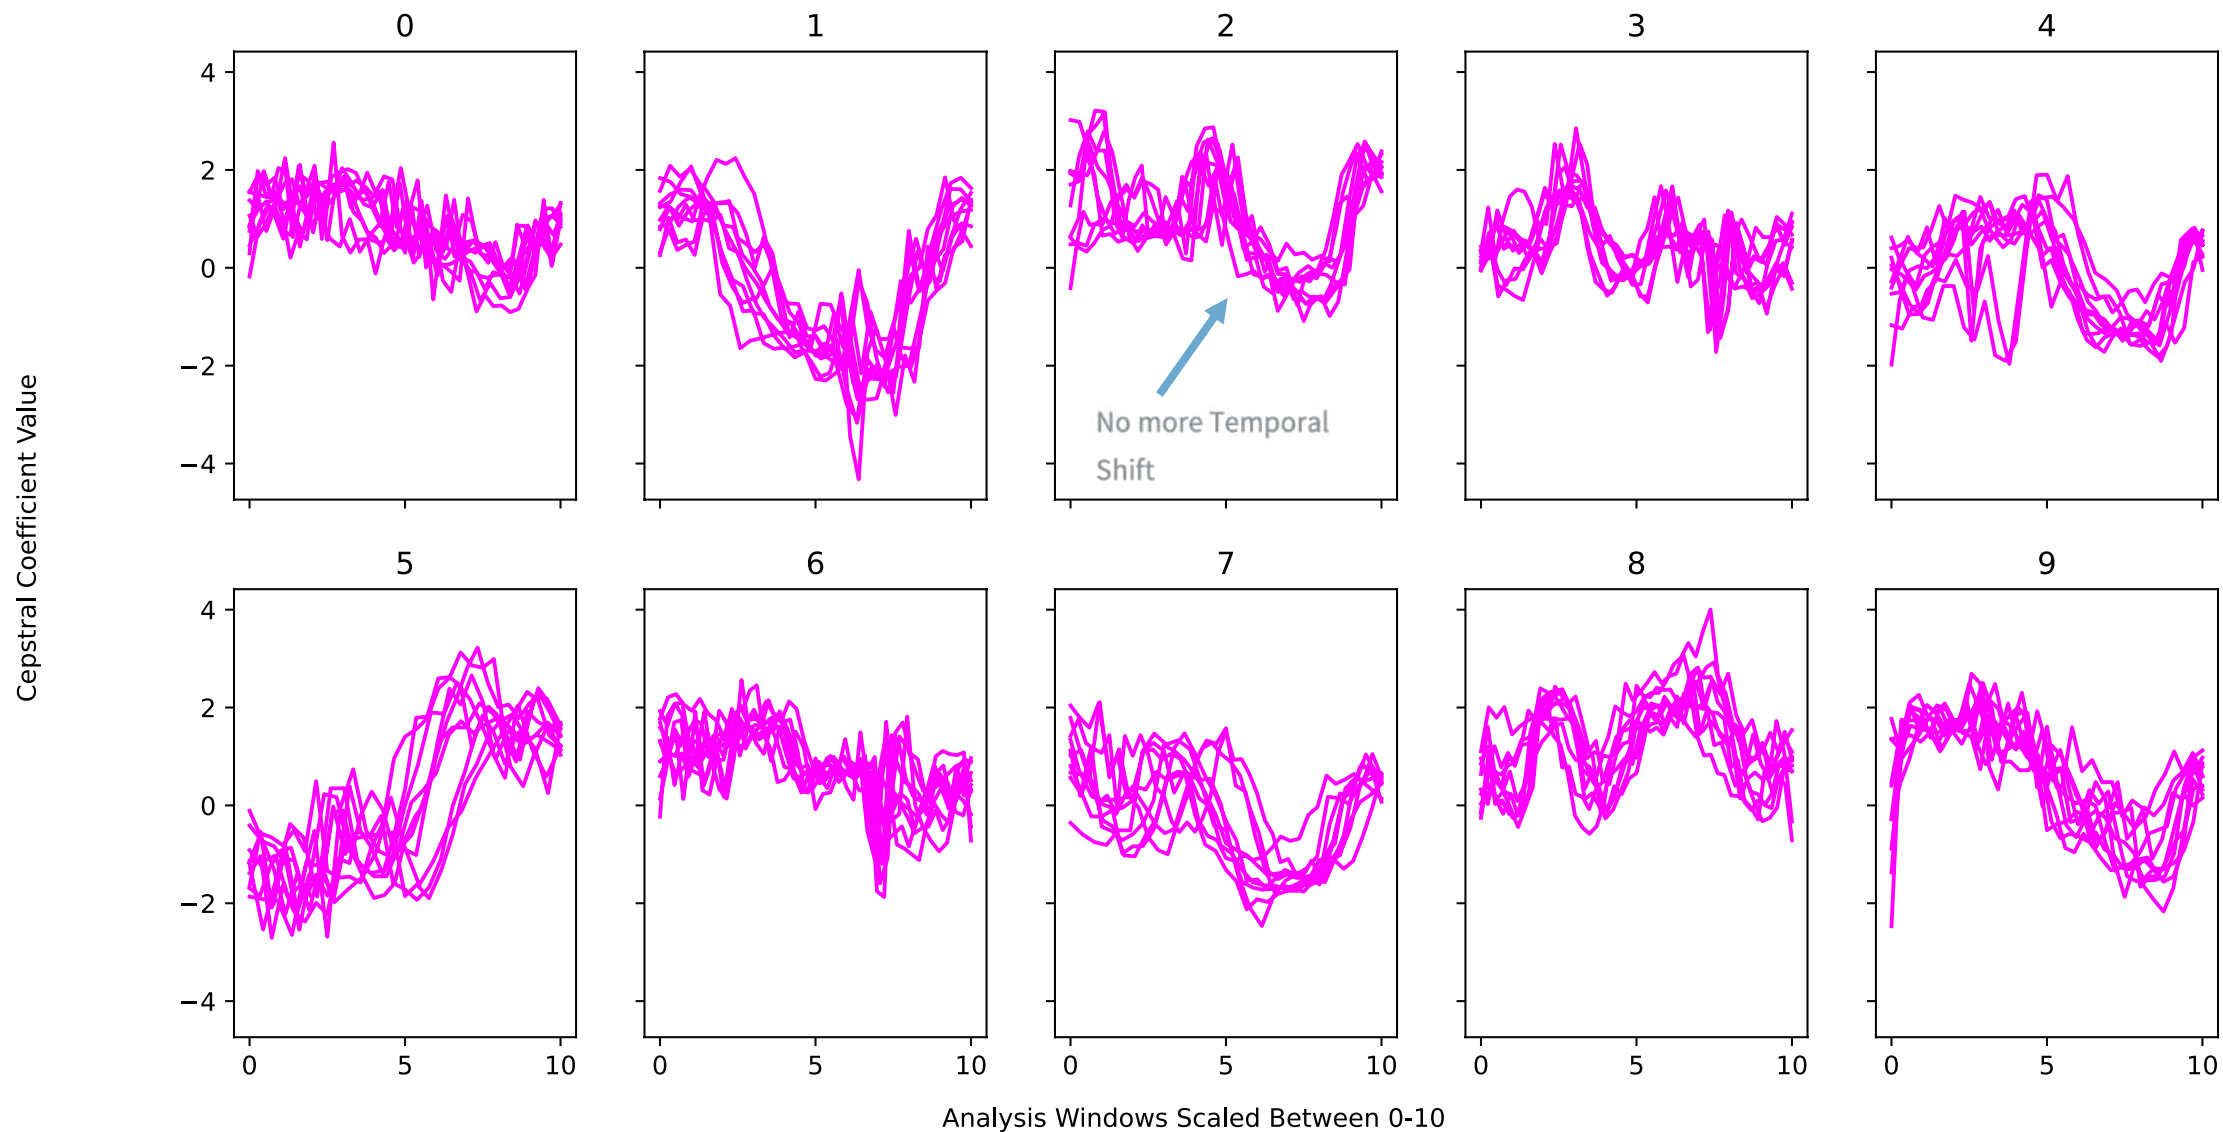 0 1 2 3 4
4
2
0
−2
−4
No more Temporal
Shift
Cepstral Coefficient Value
5 6 7 8 9
4
2
0
−2
−4
0 5 10 0 5 10 0 5 10 0 5 10 0 5 10
Analysis Windows Scaled Between 0-10